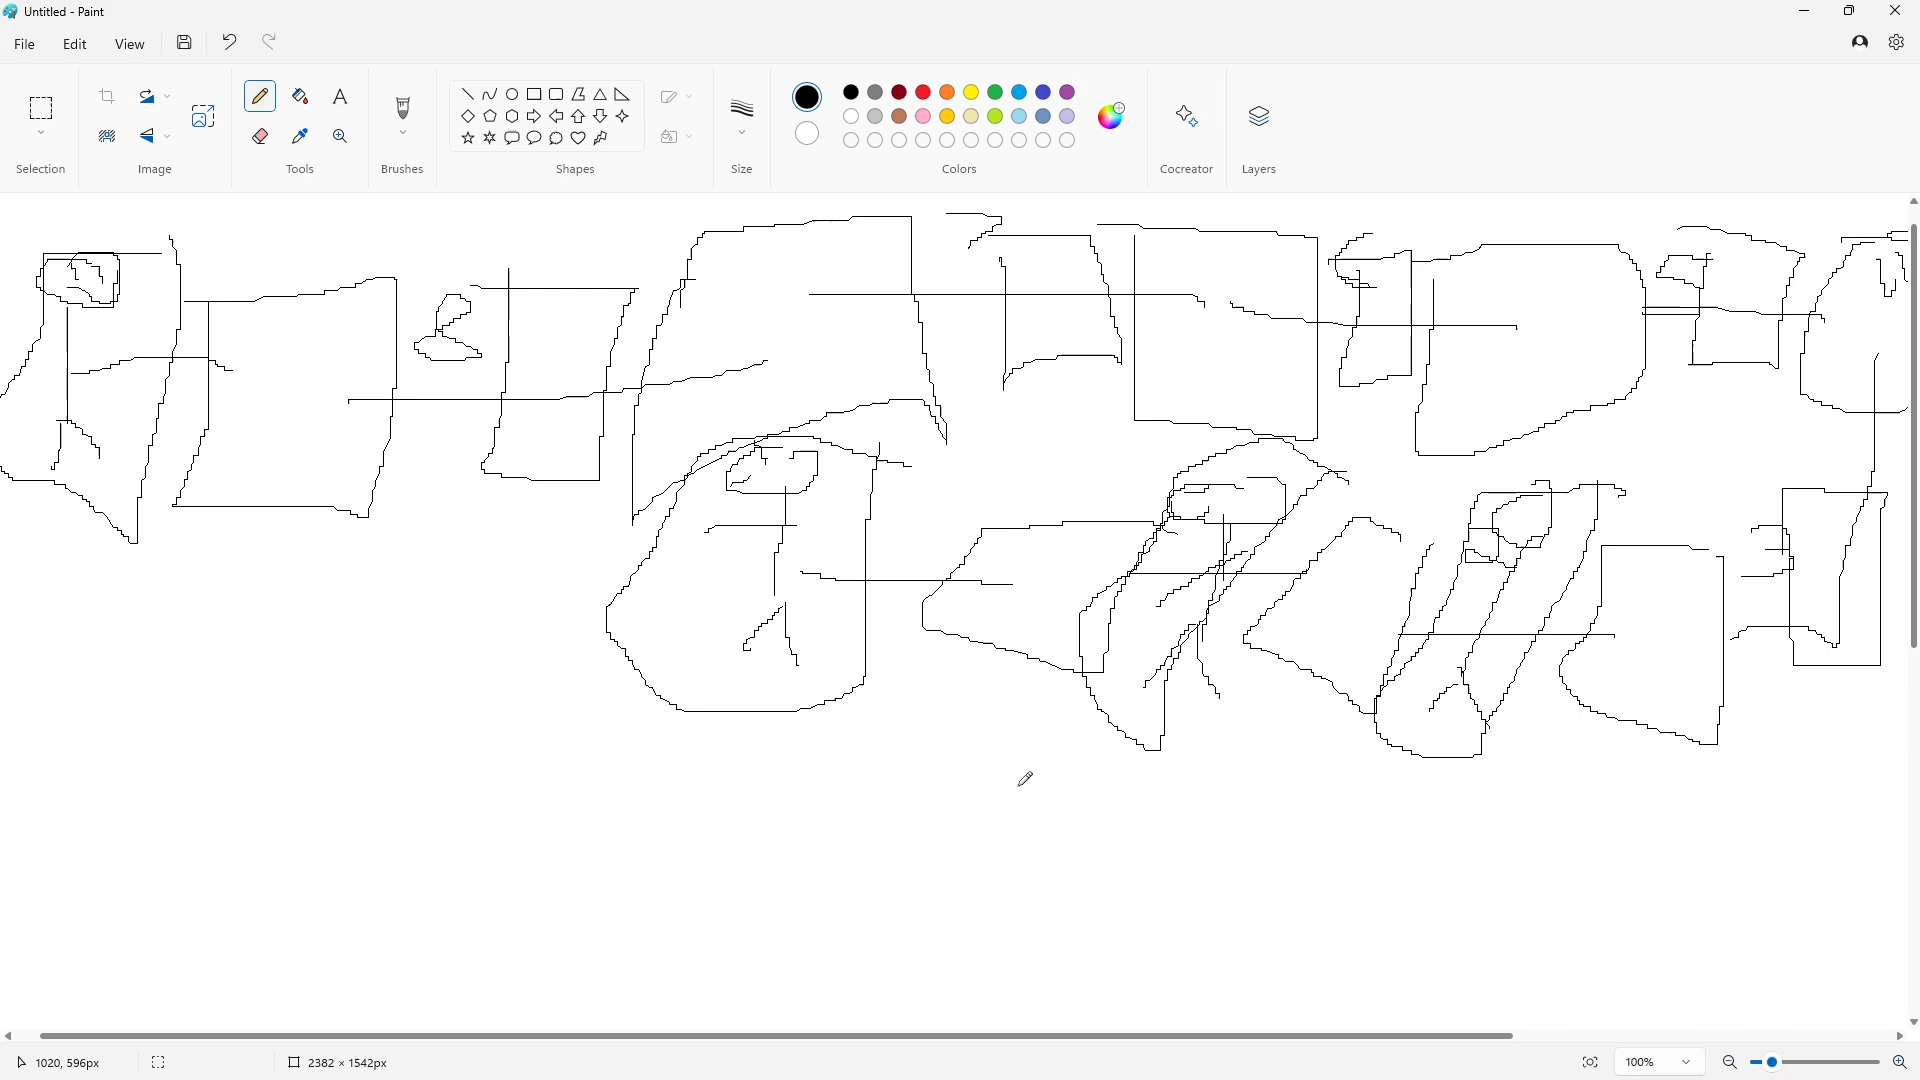 Untitled - Paint
File Edit View
Selection Image Tools Brushes Shapes Size Colors Cocreator Layers
1020, 596px 2382 × 1542px 100%